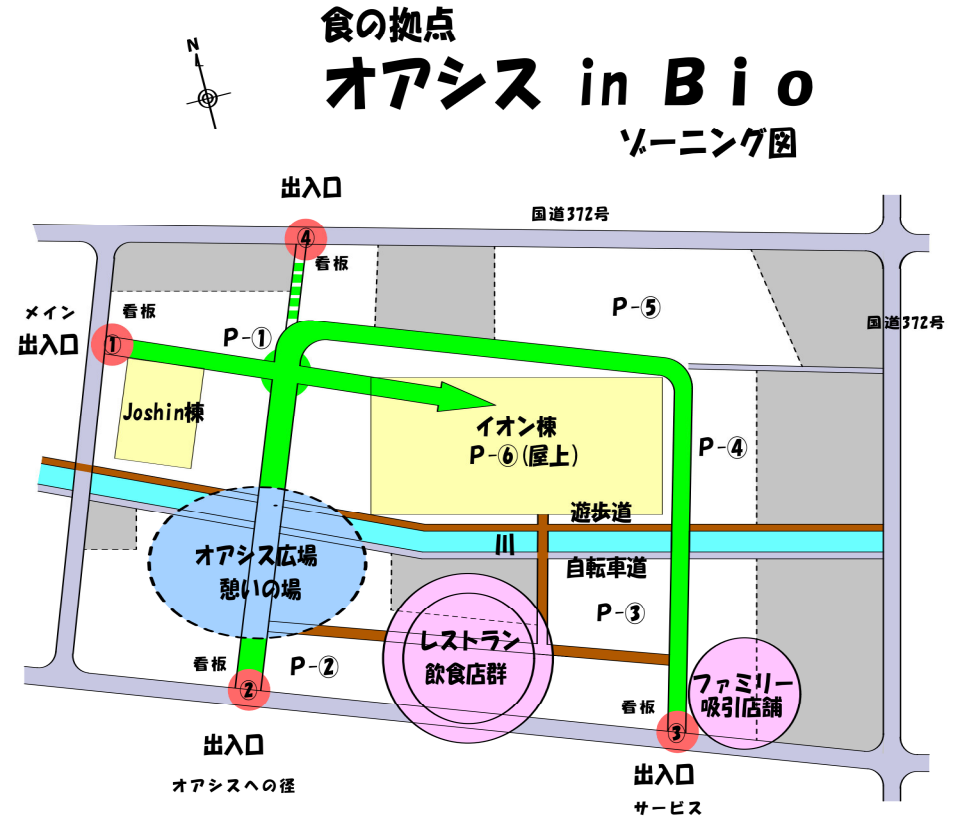 食の拠点
オアシス in Bio
ゾーニング図
N
出入口
国道372号
④
看板
メイン
看板
P-⑤
出入口
①
P-①
国道372号
Joshin棟
イオン棟
P-⑥(屋上)
P-④
遊歩道
川
オアシス広場
憩いの場
自転車道
P-③
レストラン
飲食店群
看板
P-②
ファミリー
吸引店舗
②
看板
③
出入口
オアシスへの径
出入口
サービス